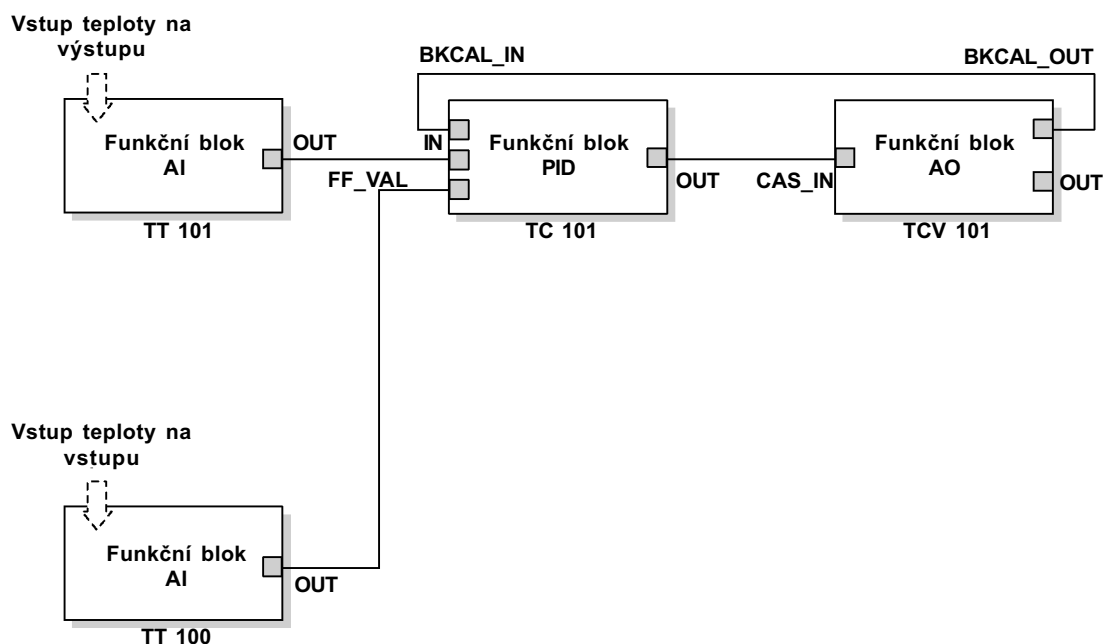 Vstup teploty na
výstupu
BKCAL_IN
BKCAL_OUT
Funkční blok
AI
OUT
IN
FF_VAL
Funkční blok
PID
OUT
CAS_IN
Funkční blok
AO
OUT
TT 101
TC 101
TCV 101
Vstup teploty na
vstupu
Funkční blok
AI
OUT
TT 100